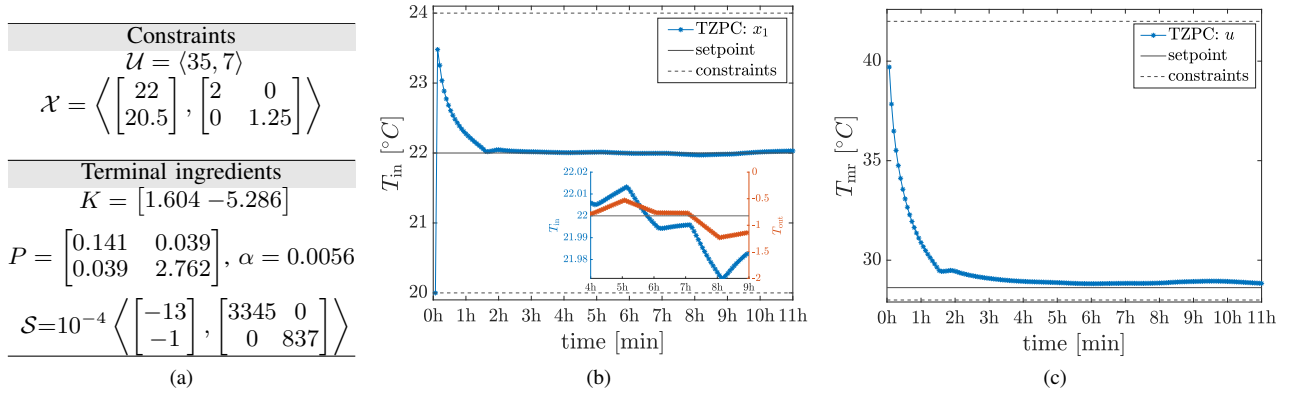 Constraints
𝒰 = ⟨35, 7⟩
𝒳 = ⟨[22 20.5], [2 0 0 1.25]⟩
Terminal ingredients
K = [1.604 −5.286]
P = [0.141 0.039 0.039 2.762], α = 0.0056
𝒮=10⁻⁴ ⟨[−13 −1], [3345 0 0 837]⟩
(a)
24
23
22
21
20
T_in [°C]
TZPC: x₁
setpoint
constraints
22.02
22.01
22
21.99
21.98
T_in
0
-0.5
-1
-1.5
-2
T_out
4h 5h 6h 7h 8h 9h
0h 1h 2h 3h 4h 5h 6h 7h 8h 9h 10h 11h
time [min]
(b)
40
35
30
T_mr [°C]
TZPC: u
setpoint
constraints
0h 1h 2h 3h 4h 5h 6h 7h 8h 9h 10h 11h
time [min]
(c)